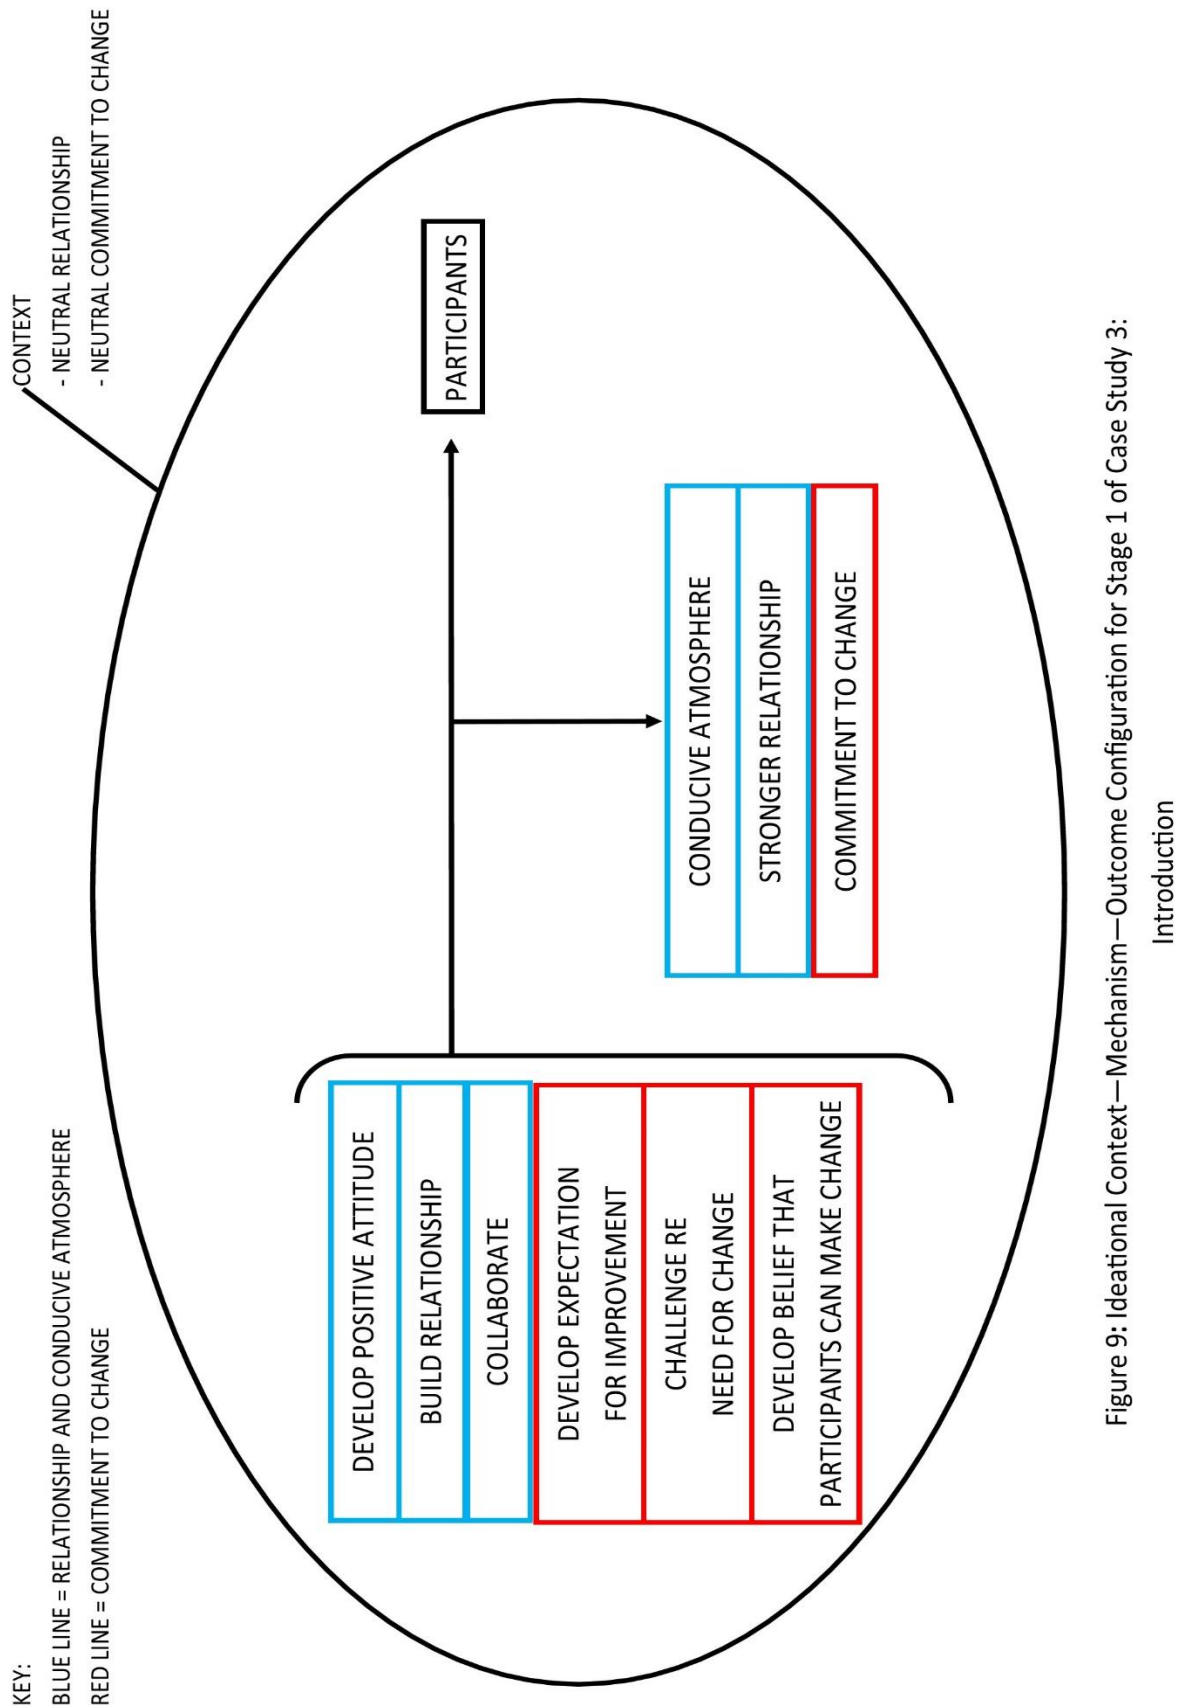 KEY:
BLUE LINE = RELATIONSHIP AND CONDUCIVE ATMOSPHERE
RED LINE = COMMITMENT TO CHANGE
CONTEXT
- NEUTRAL RELATIONSHIP
- NEUTRAL COMMITMENT TO CHANGE
DEVELOP POSITIVE ATTITUDE
BUILD RELATIONSHIP
COLLABORATE
DEVELOP EXPECTATION
FOR IMPROVEMENT
CHALLENGE RE
NEED FOR CHANGE
DEVELOP BELIEF THAT
PARTICIPANTS CAN MAKE CHANGE
PARTICIPANTS
CONDUCIVE ATMOSPHERE
STRONGER RELATIONSHIP
COMMITMENT TO CHANGE
Figure 9: Ideational Context—Mechanism—Outcome Configuration for Stage 1 of Case Study 3:
Introduction